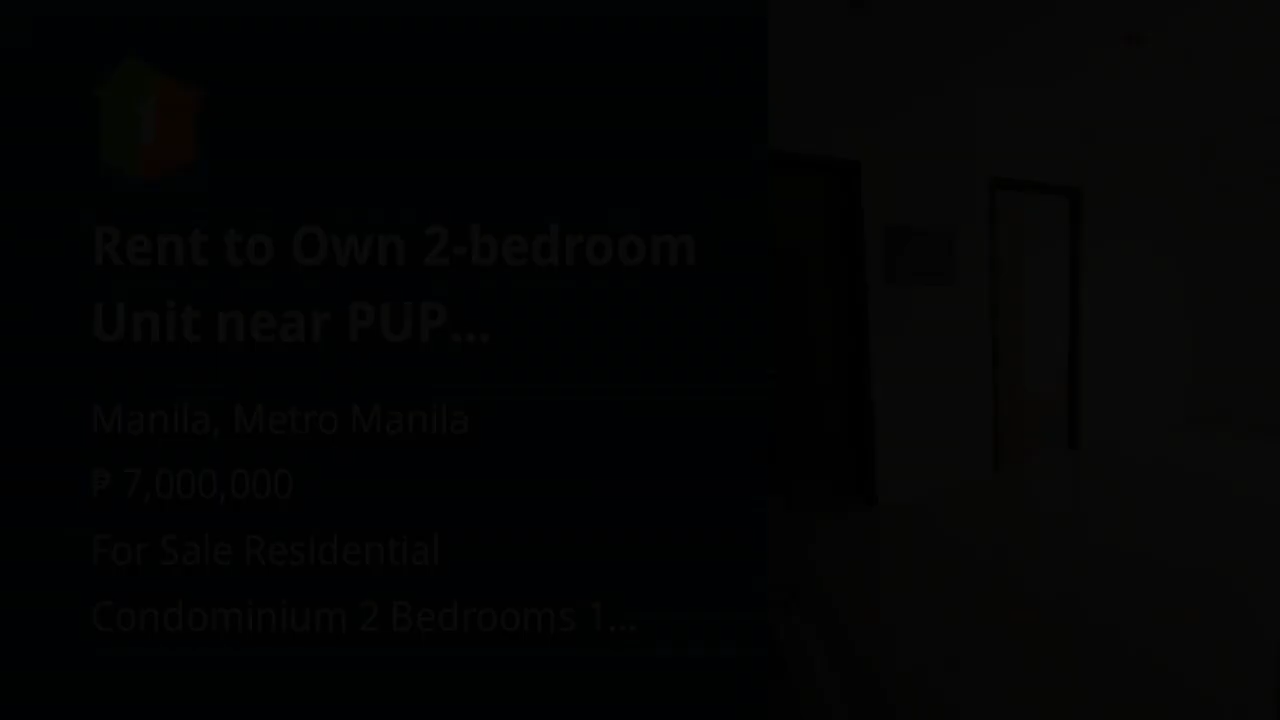 Rent to Own 2-bedroom
Unit near PUP...
Manila, Metro Manila
₱ 7,000,000
For Sale Residential
Condominium 2 Bedrooms 1...